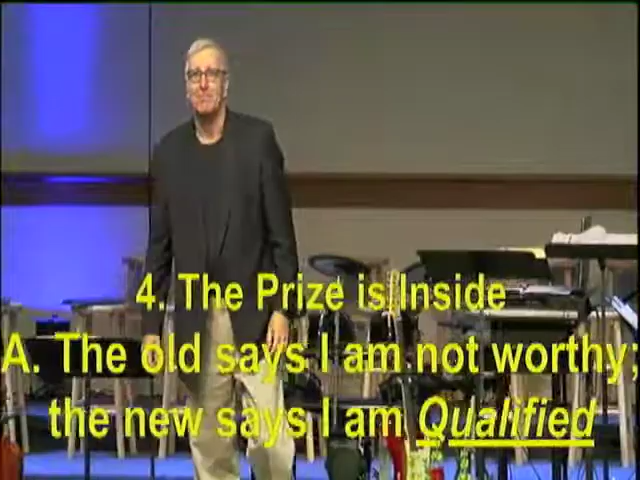 4. The Prize is Inside
A. The old says I am not worthy;
the new says I am Qualified